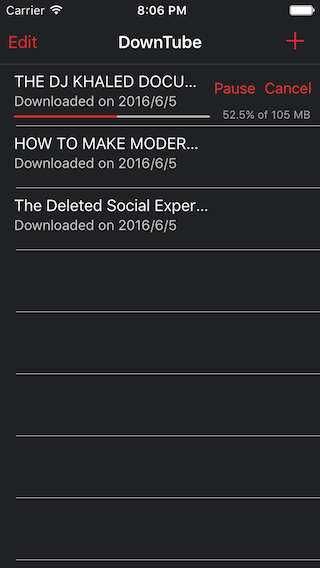 Carrier 8:06 PM
Edit DownTube +
THE DJ KHALED DOCU...
Pause Cancel
Downloaded on 2016/6/5
52.5% of 105 MB
HOW TO MAKE MODER...
Downloaded on 2016/6/5
The Deleted Social Exper...
Downloaded on 2016/6/5